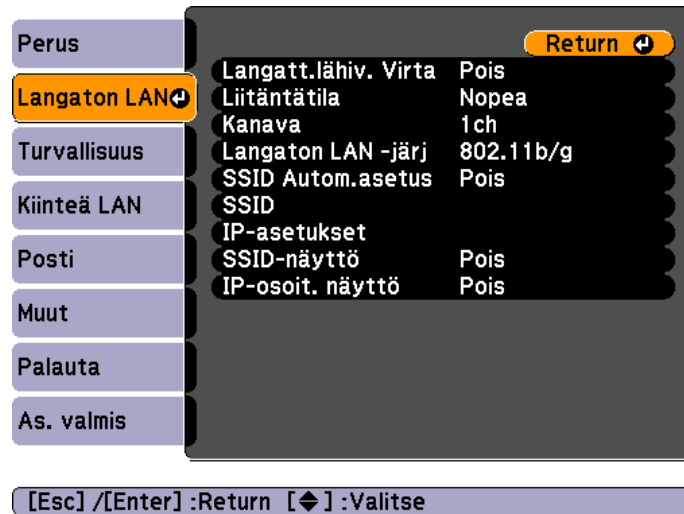 Perus
Langaton LAN
Turvallisuus
Kiinteä LAN
Posti
Muut
Palauta
As. valmis
Return
Langatt.lähiv. Virta Pois
Liitäntätila Nopea
Kanava 1ch
Langaton LAN -järj 802.11b/g
SSID Autom.asetus Pois
SSID
IP-asetukset
SSID-näyttö Pois
IP-osoit. näyttö Pois
[Esc] /[Enter] :Return [◆] :Valitse